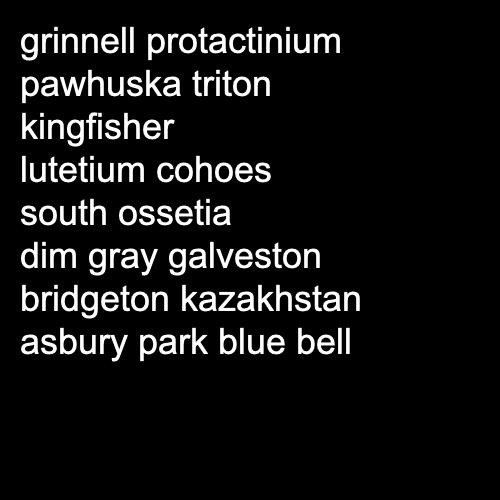 grinnell protactinium
pawhuska triton
kingfisher
lutetium cohoes
south ossetia
dim gray galveston
bridgeton kazakhstan
asbury park blue bell